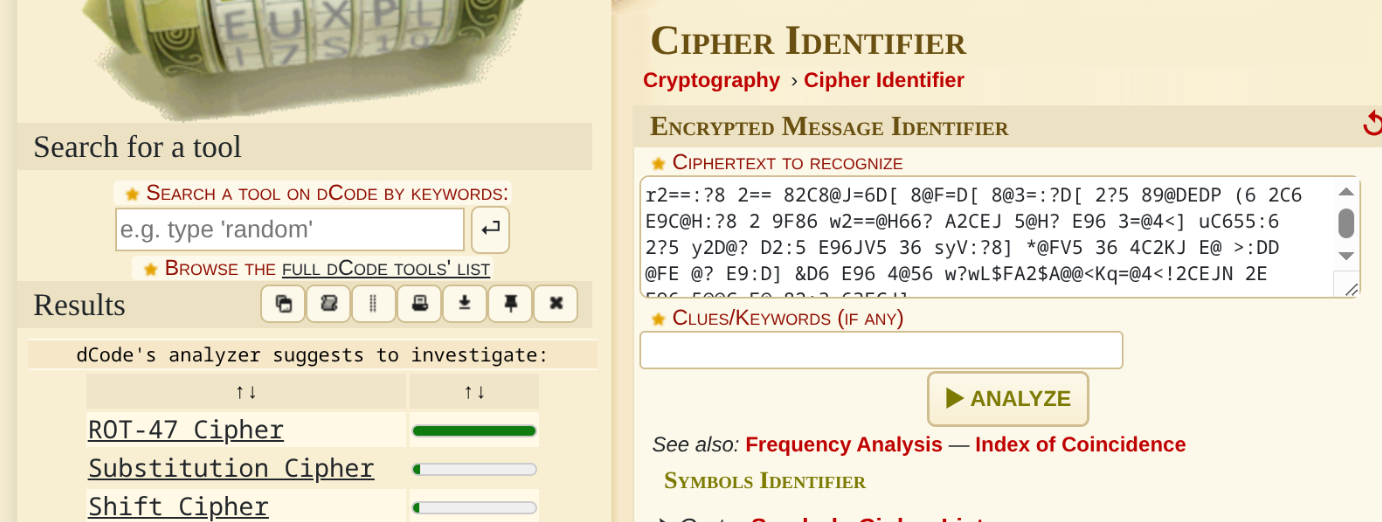 EUXPL
Search for a tool
★ Search a tool on dCode by keywords:
e.g. type 'random'
★ Browse the full dCode tools' list
Results
dCode's analyzer suggests to investigate:
↑↓ ↑↓
ROT-47 Cipher
Substitution Cipher
Shift Cipher
Cipher Identifier
Cryptography › Cipher Identifier
Encrypted Message Identifier
★ Ciphertext to recognize
r2==:?8 2== 82C8@J=6D[ 8@F=D[ 8@3=:?D[ 2?5 89@DEDP (6 2C6
E9C@H:?8 2 9F86 w2==@H66? A2CEJ 5@H? E96 3=@4<] uC655:6
2?5 y2D@? D2:5 E96JV5 36 syV:?8] *@FV5 36 4C2KJ E@ >:DD
@FE @? E9:D] &D6 E96 4@56 w?wL$FA2$A@@<Kq=@4<!2CEJN 2E
★ Clues/Keywords (if any)
▶ ANALYZE
See also: Frequency Analysis — Index of Coincidence
Symbols Identifier